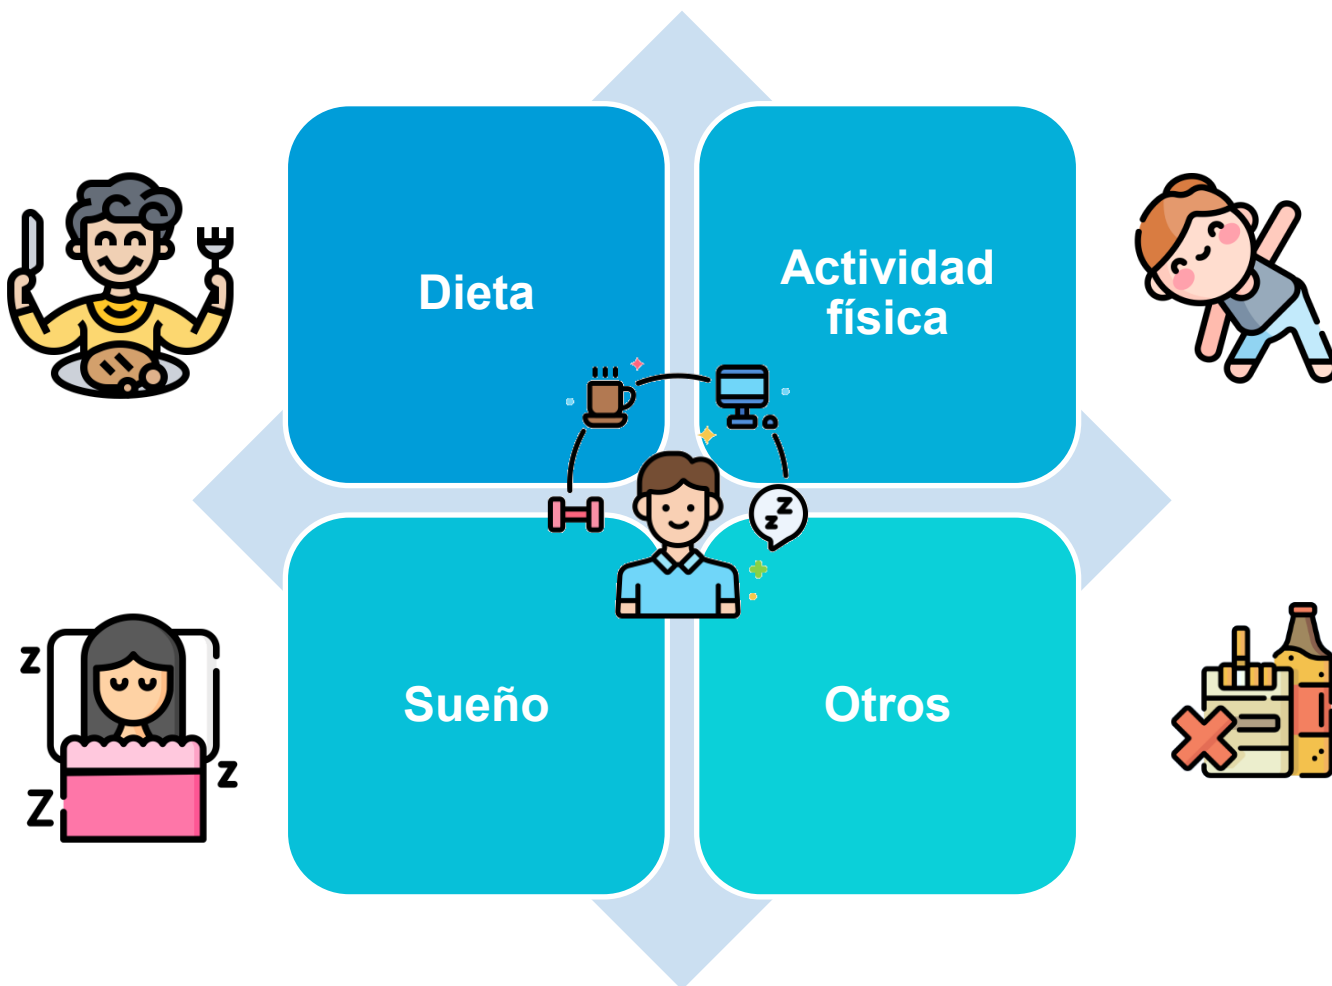 Dieta
Actividad
física
z
z
Sueño
Otros
z
z
Z